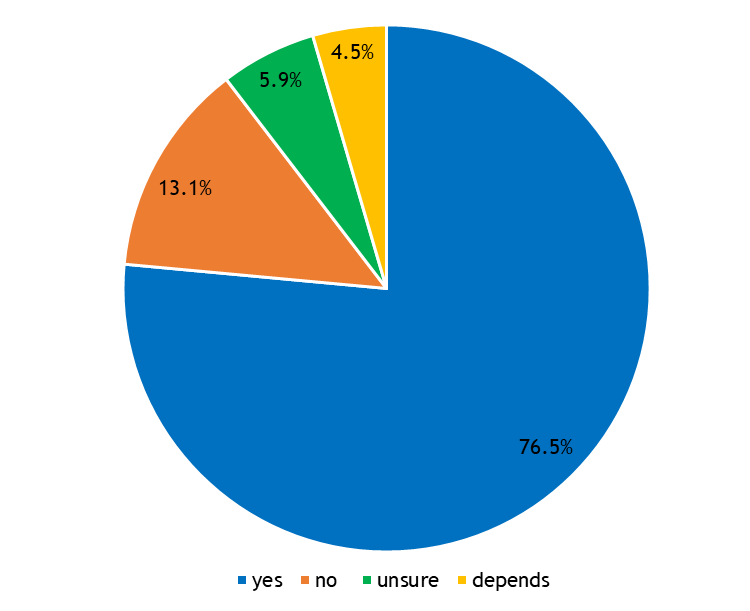 4.5%
5.9%
13.1%
76.5%
yes no unsure depends